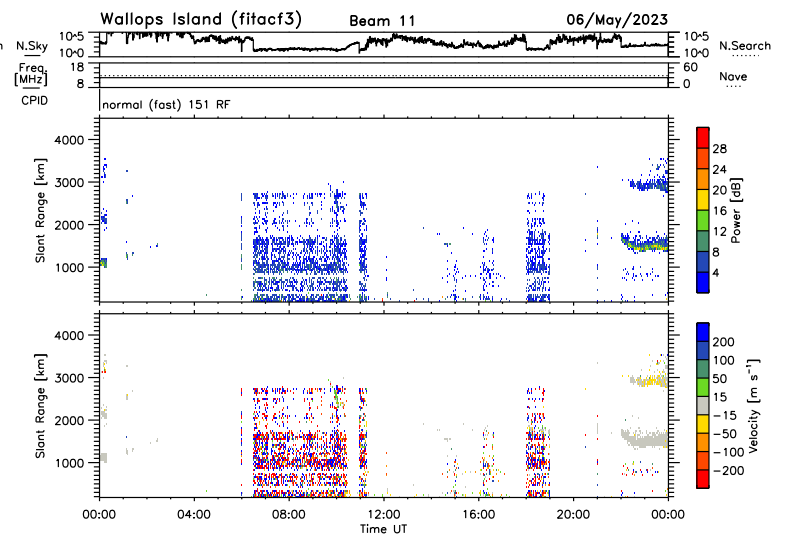 Wallops Island (fitacf3) Beam 11 06/May/2023
n N.Sky 10^5 10^0 10^5 10^0 N.Search
Freq. [MHz] 18 8 60 0 Nave
CPID normal (fast) 151 RF
Slant Range [km] 4000 3000 2000 1000
28 24 20 16 12 8 4 Power [dB]
Slant Range [km] 4000 3000 2000 1000
200 100 50 15 −15 −50 −100 −200 Velocity [m s⁻¹]
00:00 04:00 08:00 12:00 16:00 20:00 00:00
Time UT